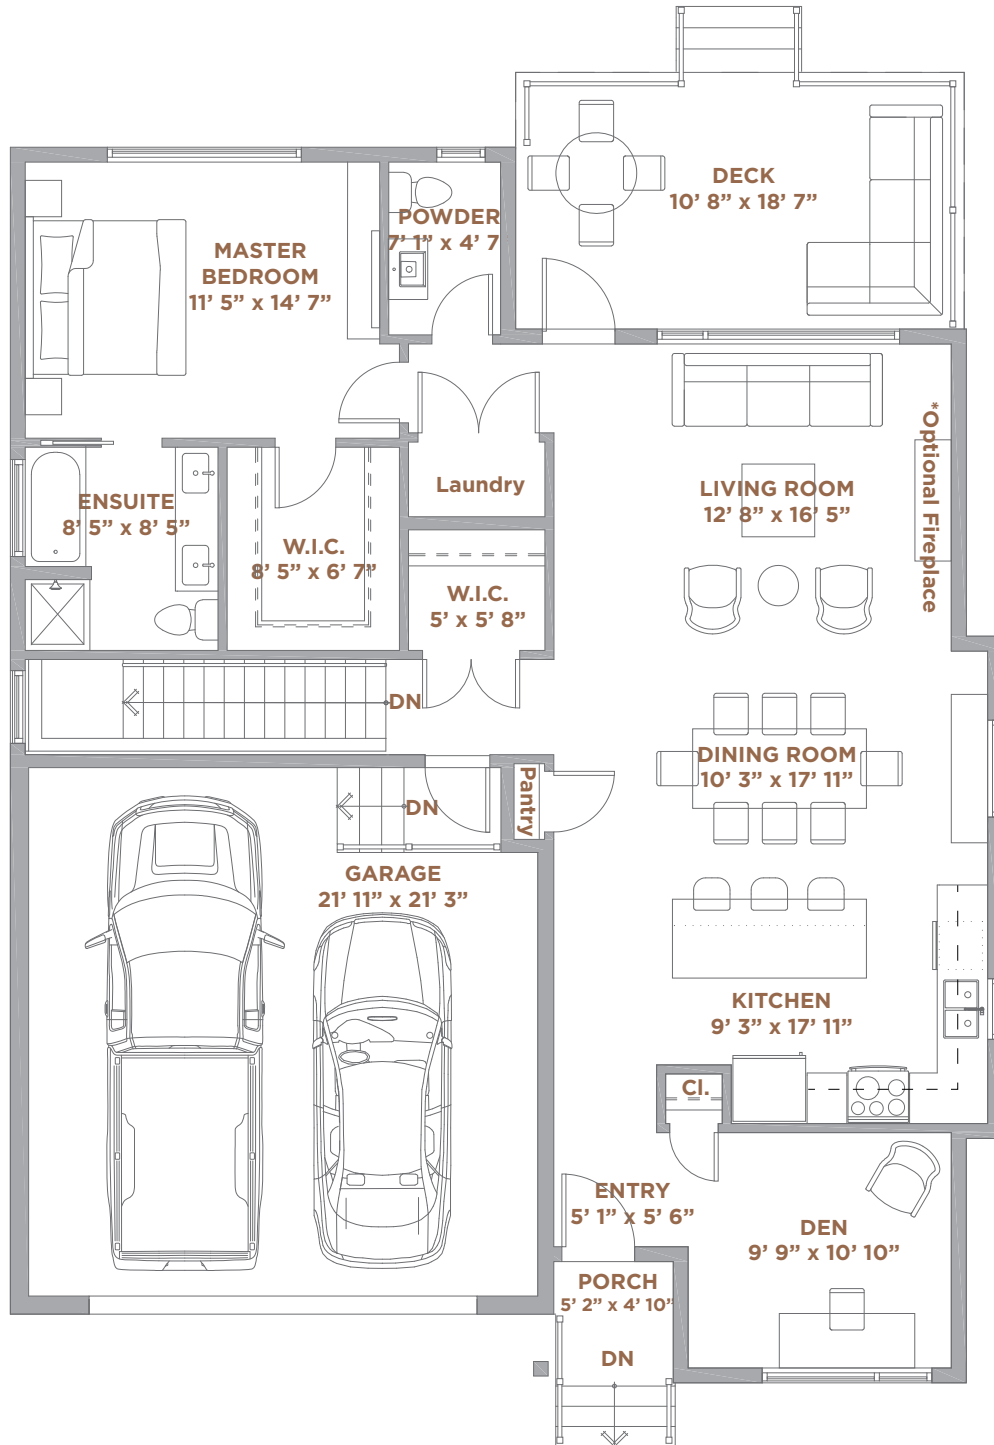 DECK
10’ 8” x 18’ 7”
POWDER
7’ 1” x 4’ 7
MASTER
BEDROOM
11’ 5” x 14’ 7”
*Optional Fireplace
Laundry
LIVING ROOM
12’ 8” x 16’ 5”
ENSUITE
8’ 5” x 8’ 5”
W.I.C.
8’ 5” x 6’ 7”
W.I.C.
5’ x 5’ 8”
DN
DINING ROOM
10’ 3” x 17’ 11”
Pantry
DN
GARAGE
21’ 11” x 21’ 3”
KITCHEN
9’ 3” x 17’ 11”
Cl.
ENTRY
5’ 1” x 5’ 6”
DEN
9’ 9” x 10’ 10”
PORCH
5’ 2” x 4’ 10”
DN